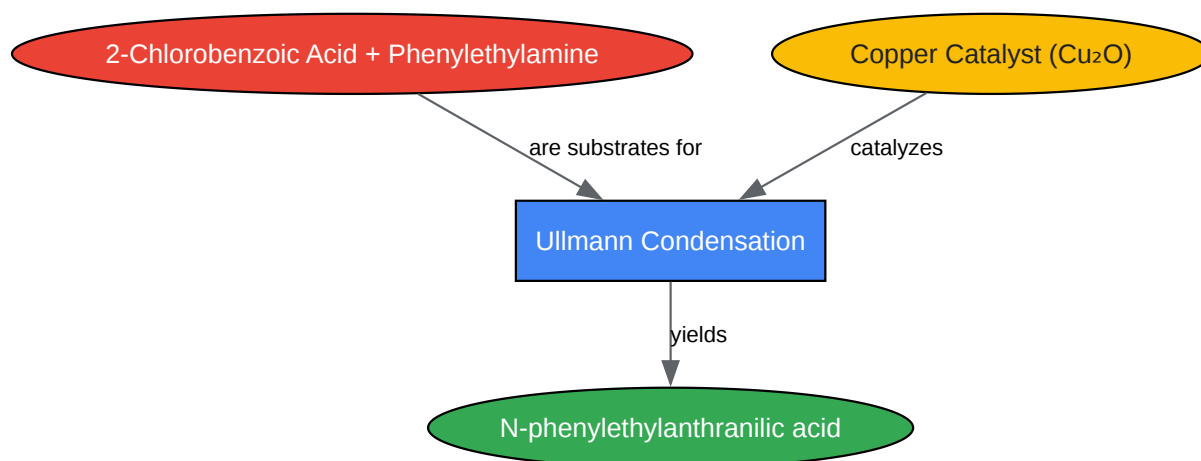 2-Chlorobenzoic Acid + Phenylethylamine
Copper Catalyst (Cu₂O)
are substrates for
catalyzes
Ullmann Condensation
yields
N-phenylethylanthranilic acid